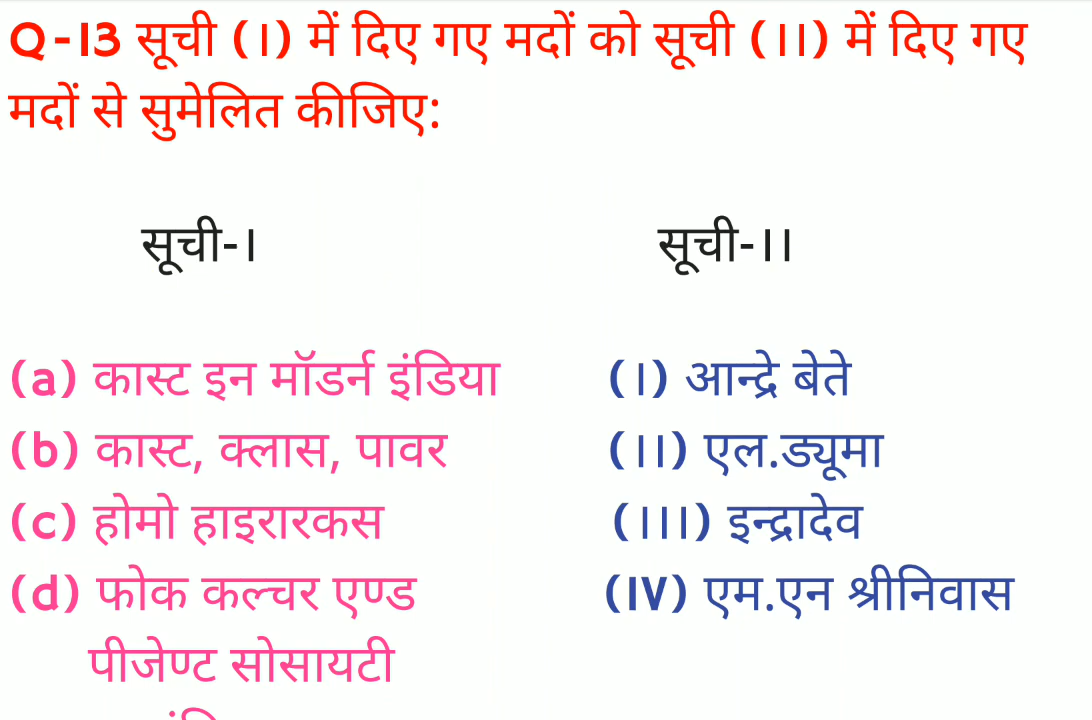 Q-13 सूची (I) में दिए गए मदों को सूची (II) में दिए गए
मदों से सुमेलित कीजिए:
सूची-I सूची-II
(a) कास्ट इन मॉडर्न इंडिया (I) आन्द्रे बेते
(b) कास्ट, क्लास, पावर (II) एल.ड्यूमा
(c) होमो हाइरारकस (III) इन्द्रादेव
(d) फोक कल्चर एण्ड (IV) एम.एन श्रीनिवास
पीजेण्ट सोसायटी